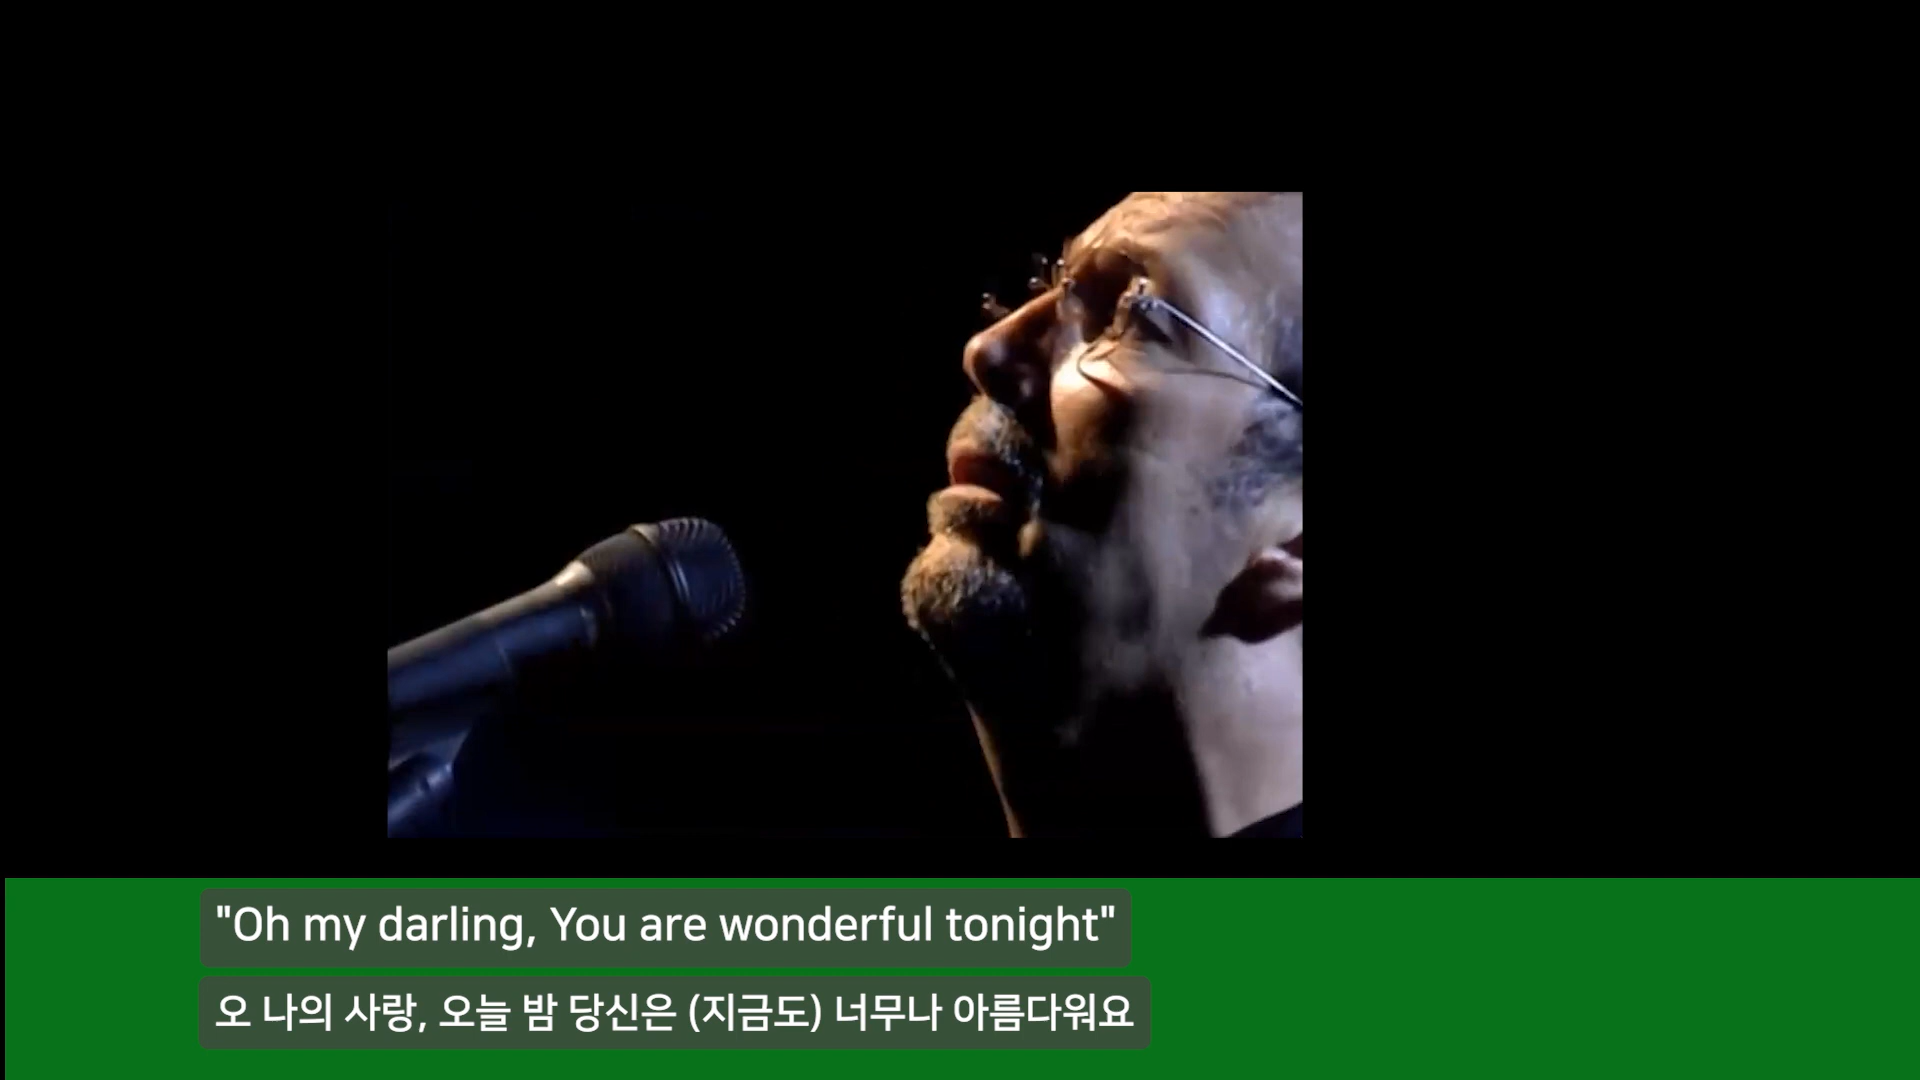 "Oh my darling, You are wonderful tonight"
오 나의 사랑, 오늘 밤 당신은 (지금도) 너무나 아름다워요